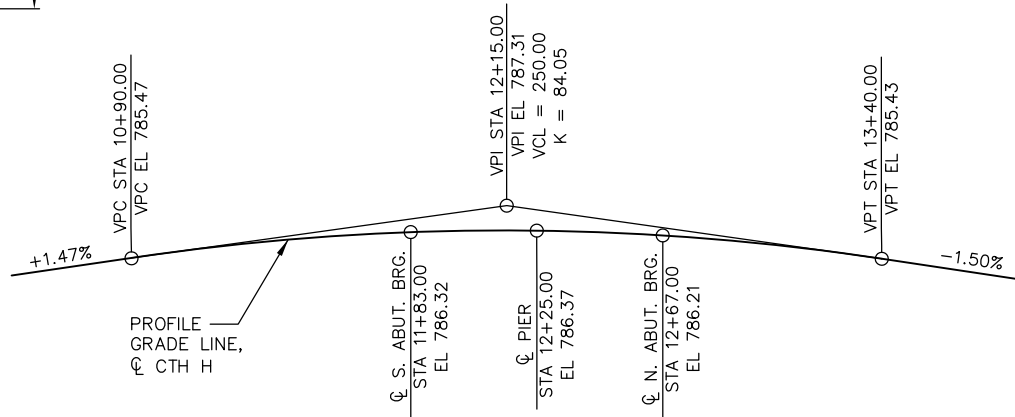 VPC STA 10+90.00
VPC EL 785.47
VPI STA 12+15.00
VPI EL 787.31
VCL = 250.00
K = 84.05
VPT STA 13+40.00
VPT EL 785.43
+1.47%
-1.50%
PROFILE
GRADE LINE,
℄ CTH H
℄ S. ABUT. BRG.
STA 11+83.00
EL 786.32
℄ PIER
STA 12+25.00
EL 786.37
℄ N. ABUT. BRG.
STA 12+67.00
EL 786.21